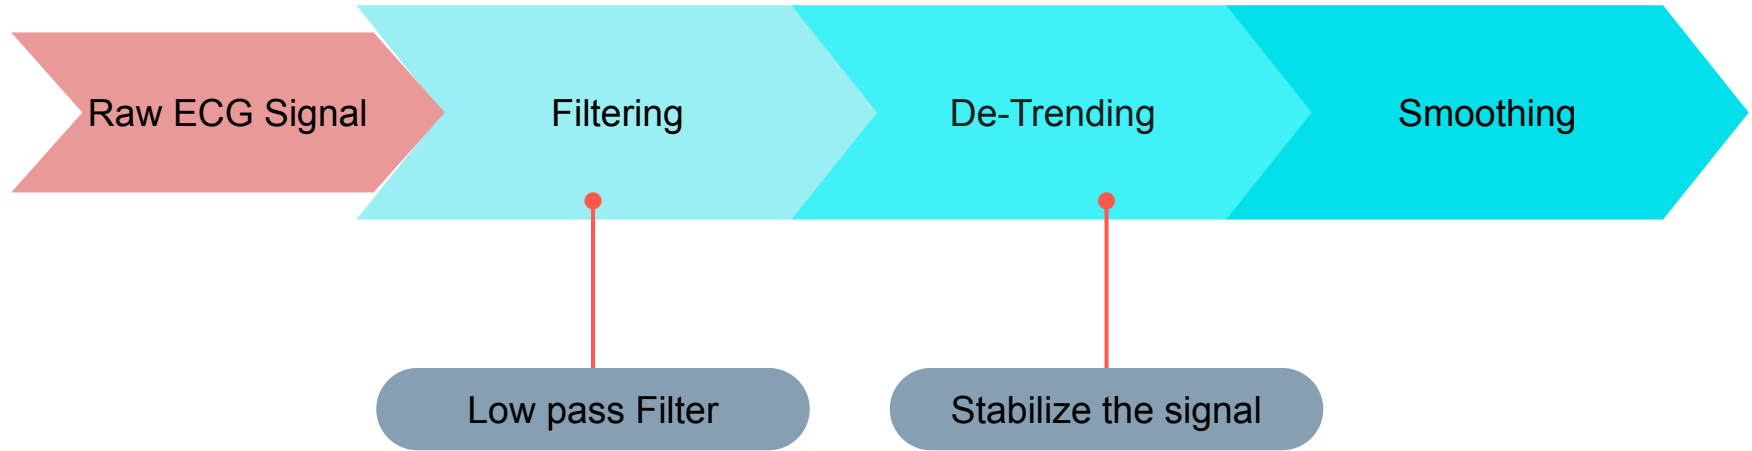 Raw ECG Signal
Filtering
De-Trending
Smoothing
Low pass Filter
Stabilize the signal